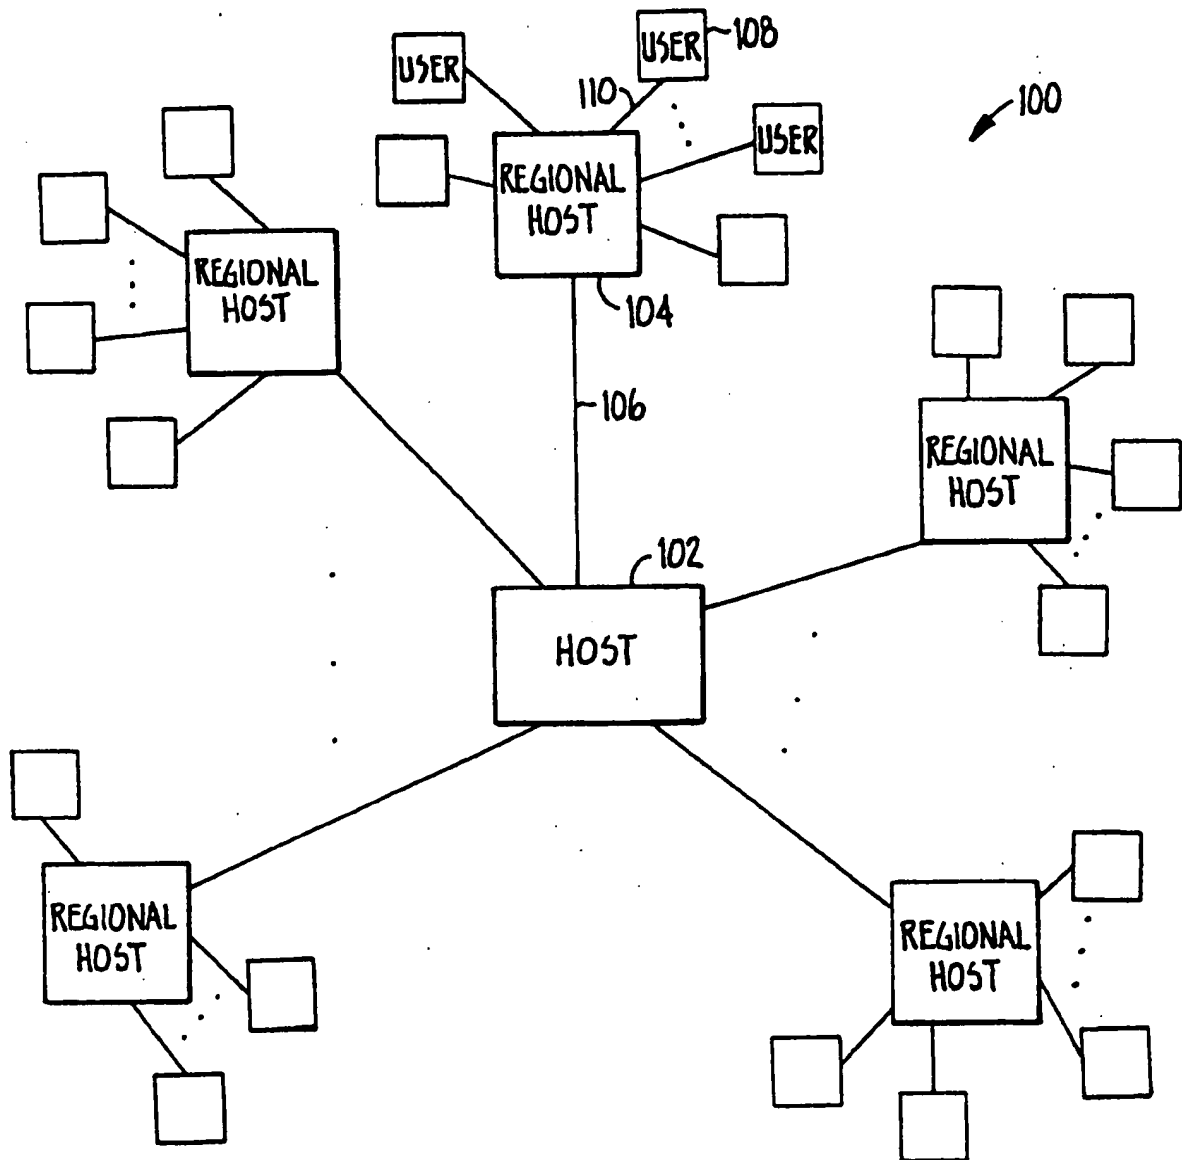 USER
USER
108
110
USER
100
REGIONAL
HOST
104
REGIONAL
HOST
106
REGIONAL
HOST
102
HOST
REGIONAL
HOST
REGIONAL
HOST